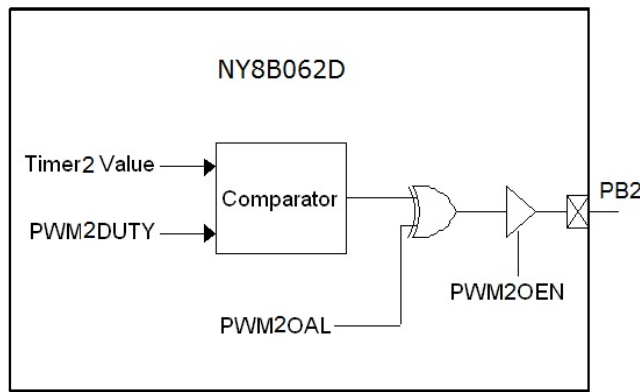 NY8B062D
Timer2 Value
Comparator
PB2
PWM2DUTY
PWM2OEN
PWM2OAL